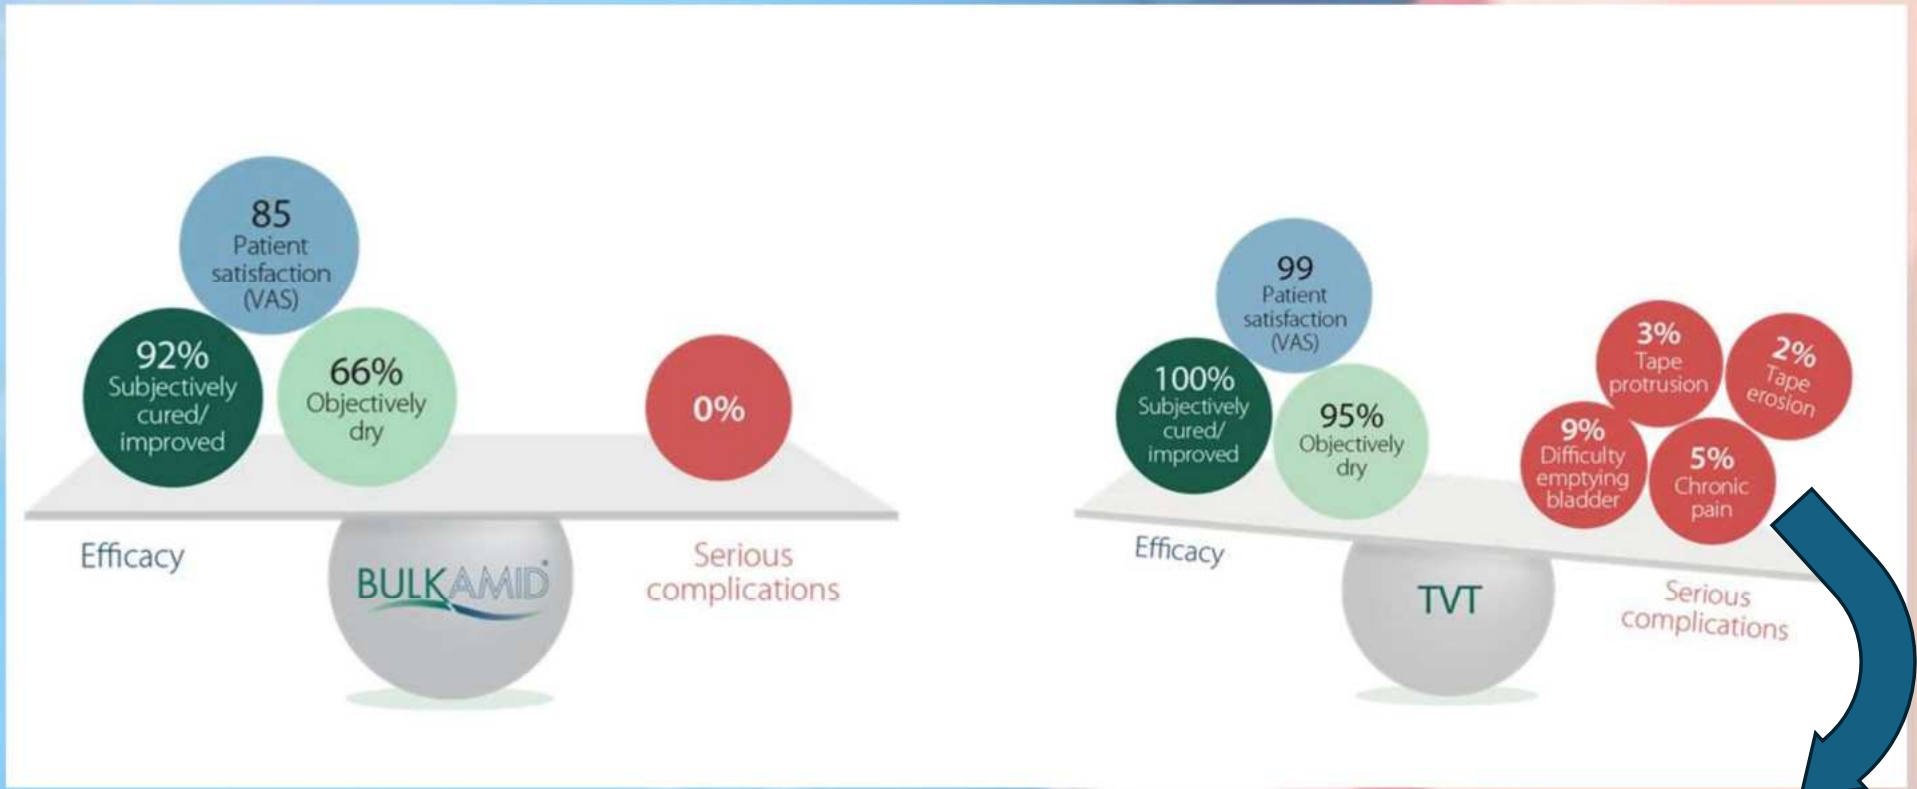 85
Patient
satisfaction
(VAS)
92%
Subjectively
cured/
improved
66%
Objectively
dry
0%
Efficacy
BULKAMID®
Serious
complications
99
Patient
satisfaction
(VAS)
100%
Subjectively
cured/
improved
95%
Objectively
dry
3%
Tape
protrusion
2%
Tape
erosion
9%
Difficulty
emptying
bladder
5%
Chronic
pain
Efficacy
TVT
Serious
complications